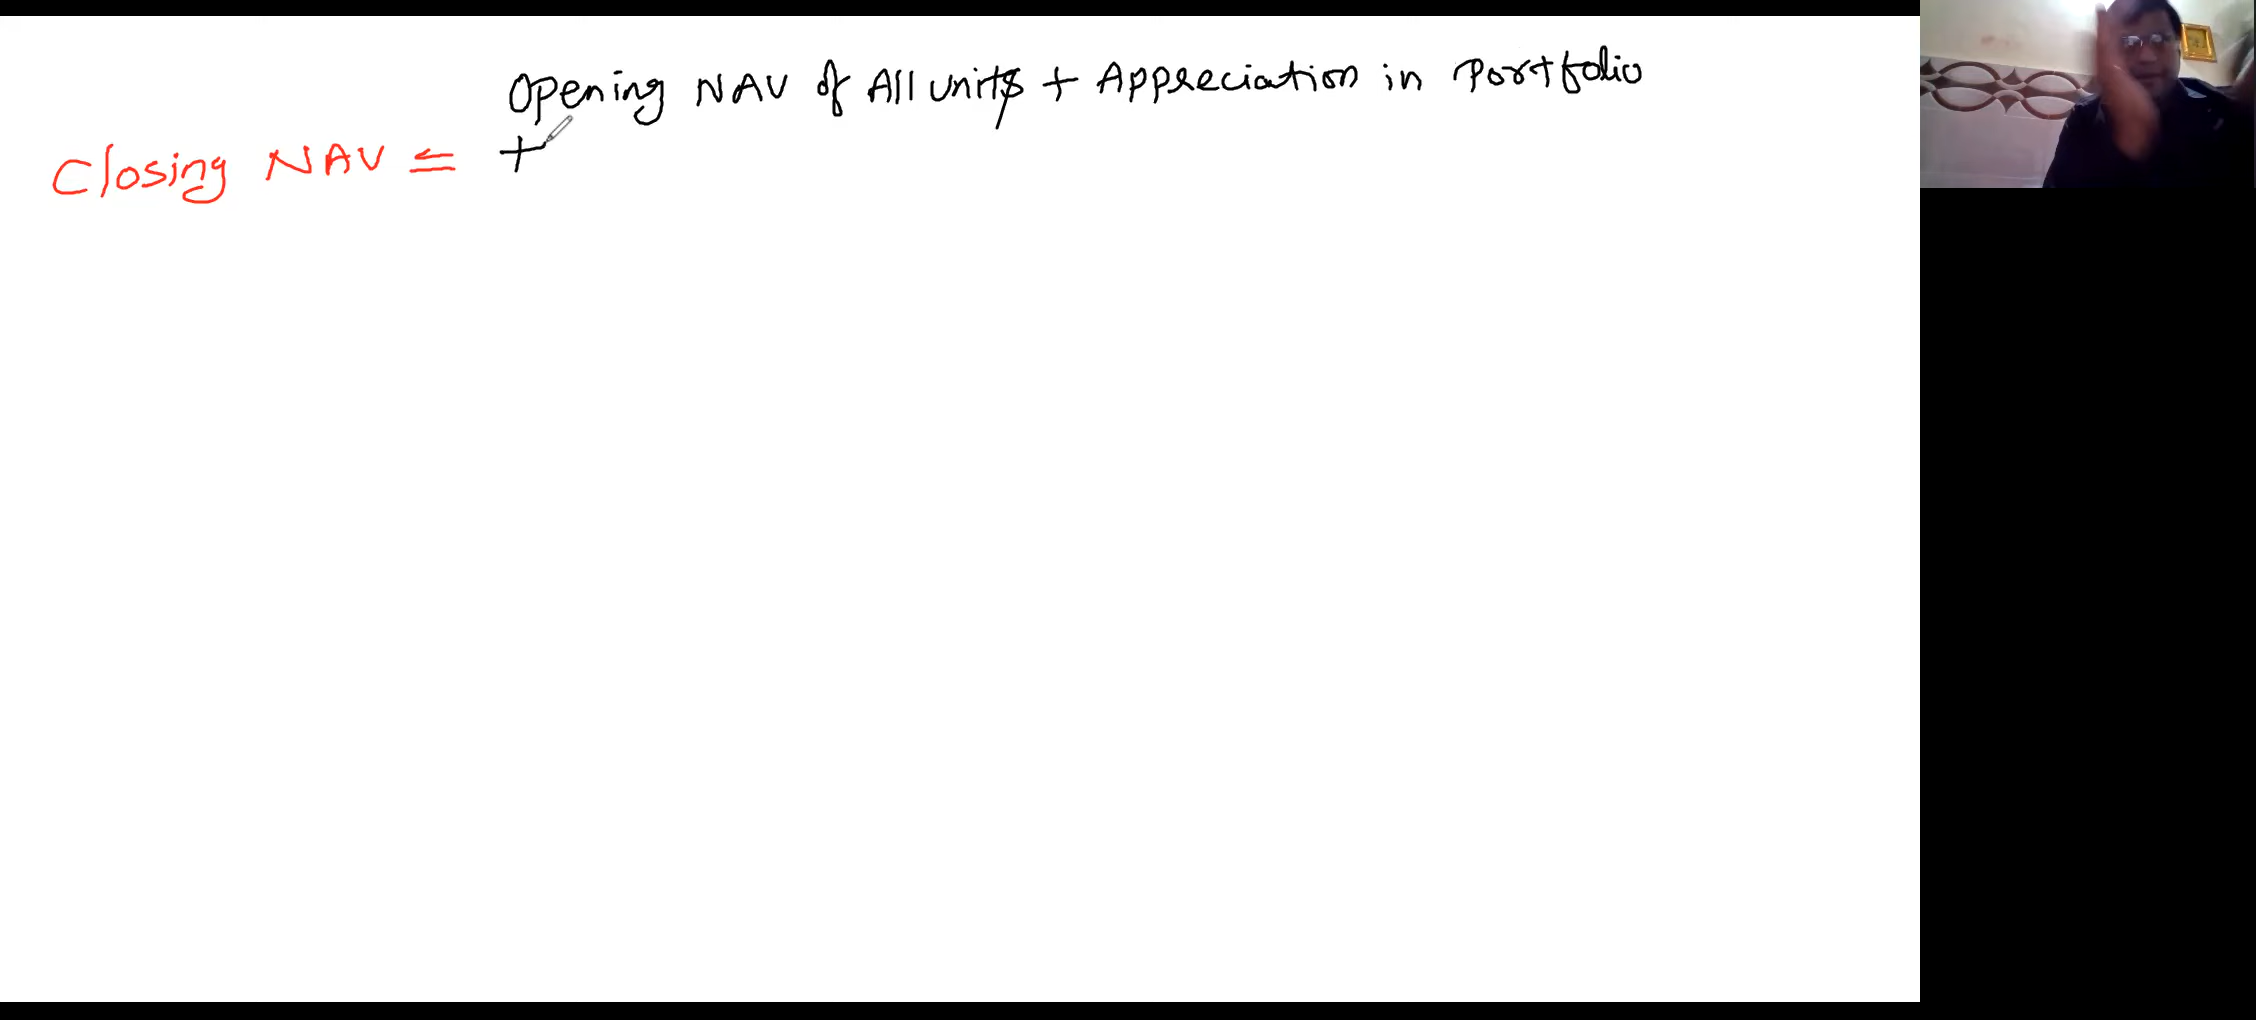 Opening NAV of All units + Appreciation in Portfolio
Closing NAV = +